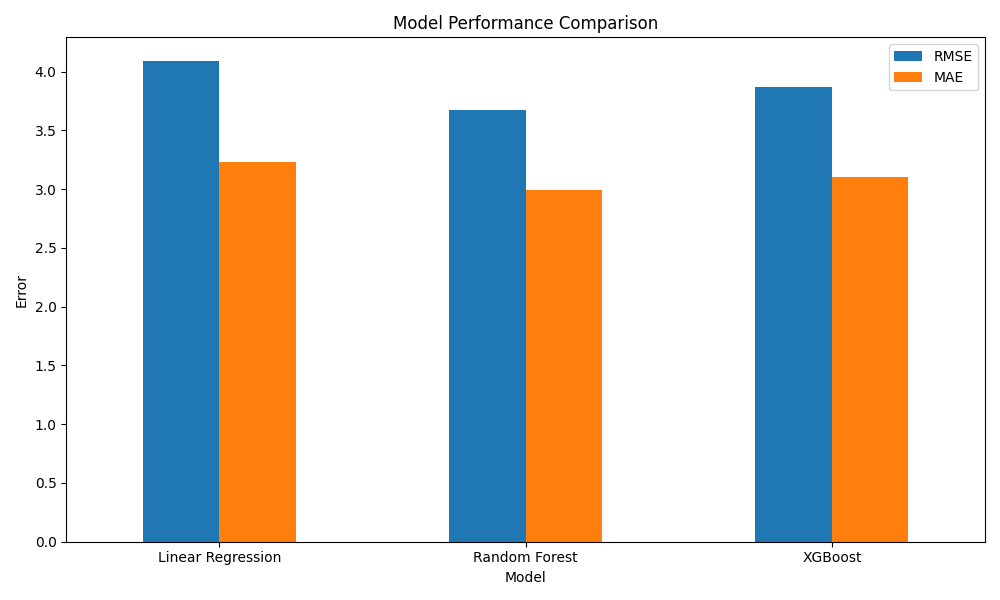 Model Performance Comparison
RMSE
MAE
4.0
3.5
3.0
2.5
2.0
1.5
1.0
0.5
0.0
Error
Linear Regression
Random Forest
XGBoost
Model